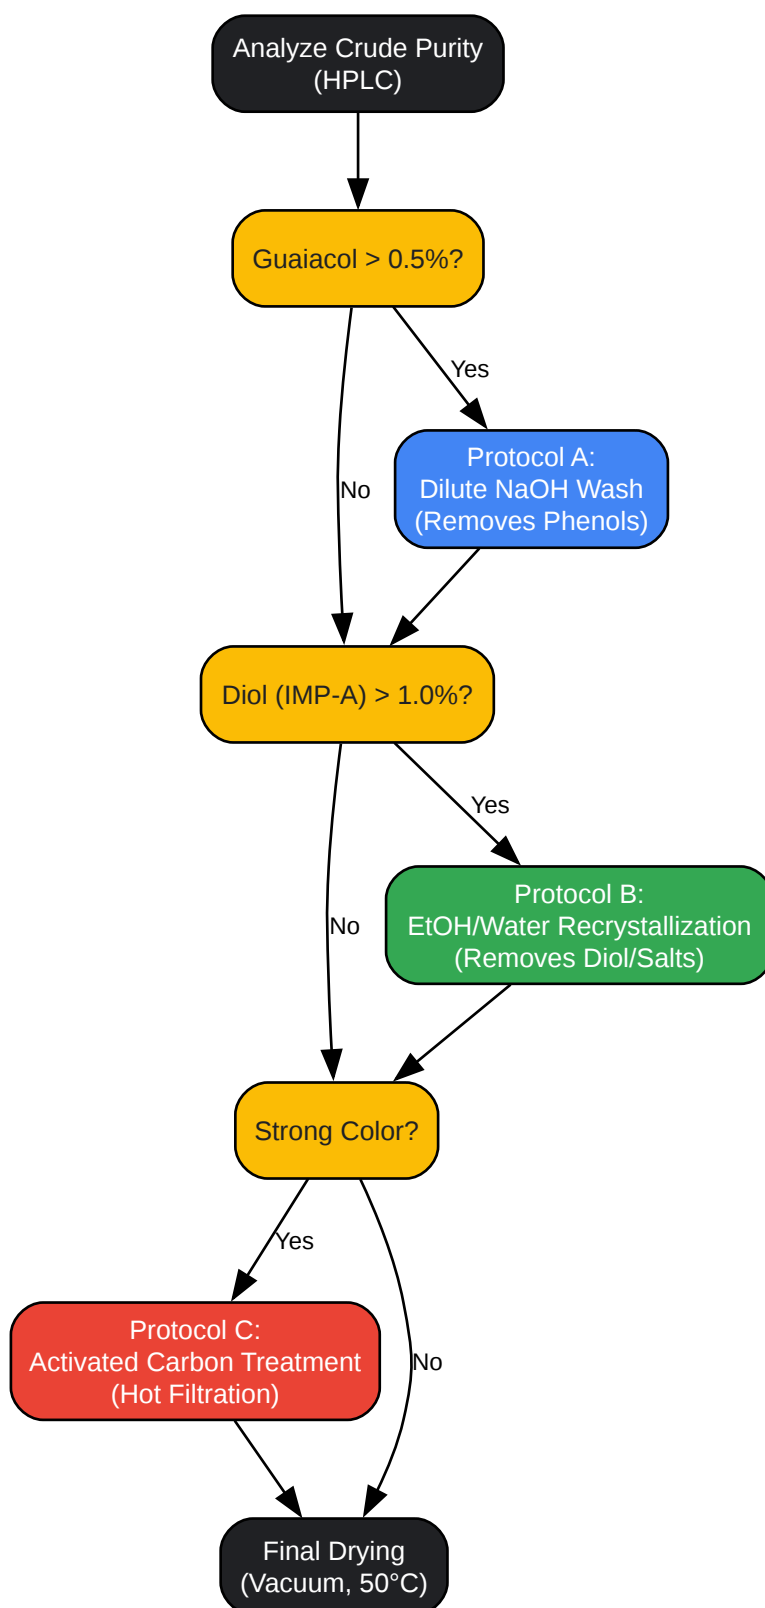 Analyze Crude Purity
(HPLC)
Guaiacol > 0.5%?
Yes
Protocol A:
Dilute NaOH Wash
(Removes Phenols)
No
Diol (IMP-A) > 1.0%?
Yes
Protocol B:
EtOH/Water Recrystallization
(Removes Diol/Salts)
No
Strong Color?
Yes
Protocol C:
Activated Carbon Treatment
(Hot Filtration)
No
Final Drying
(Vacuum, 50°C)